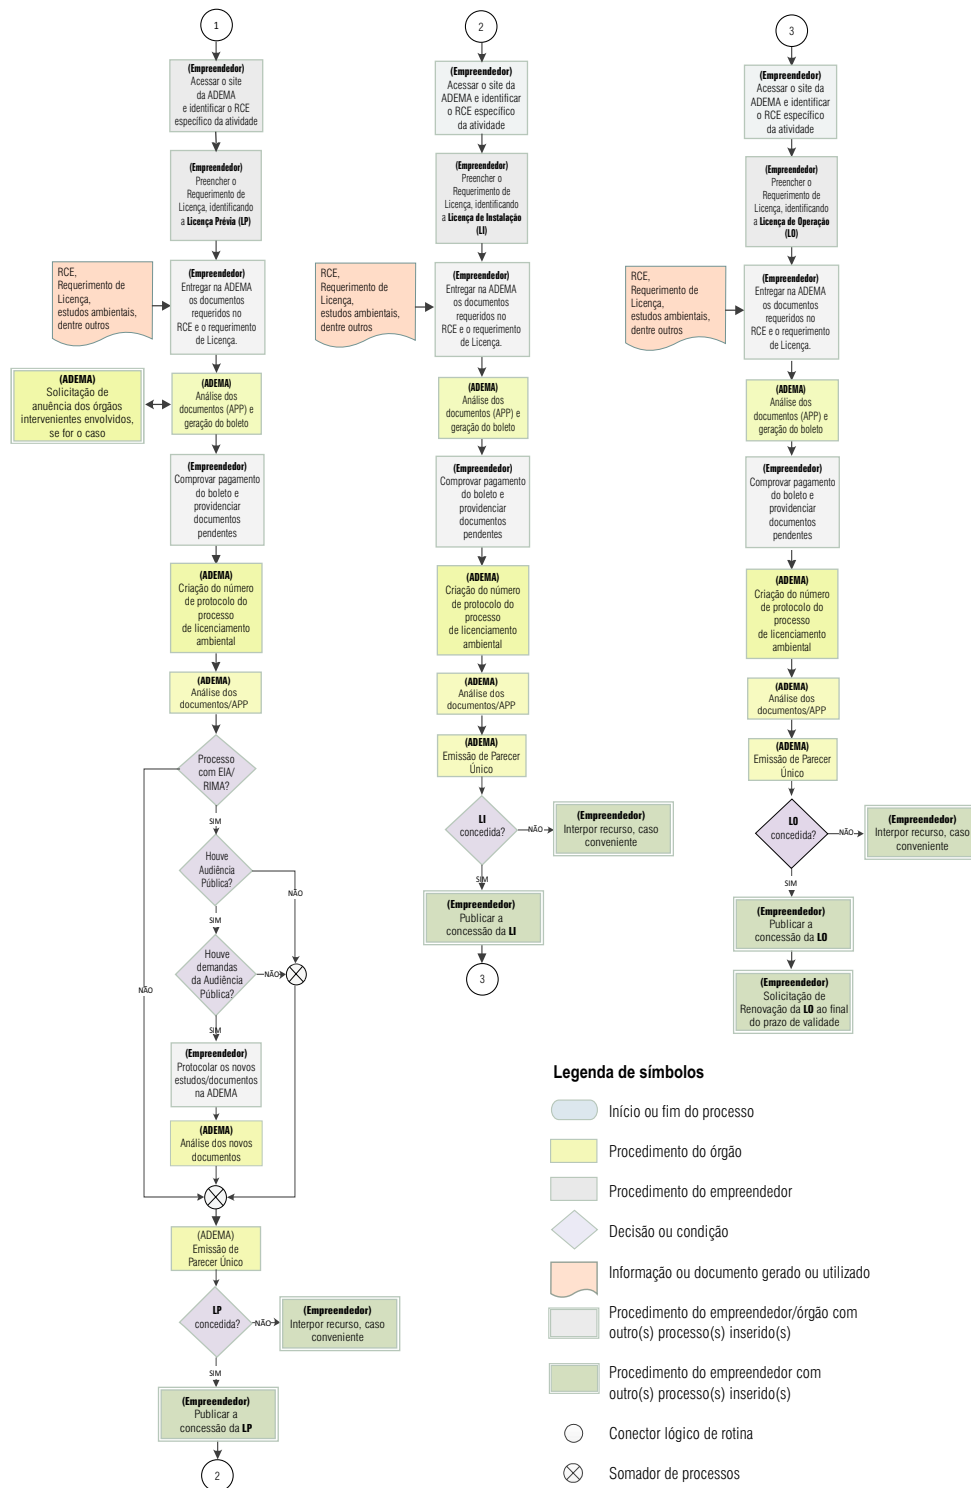 1
(Empreendedor)
Acessar o site
da ADEMA
e identificar o RCE
específico da atividade
(Empreendedor)
Preencher o
Requerimento de
Licença, identificando
a Licença Prévia (LP)
RCE,
Requerimento de
Licença,
estudos ambientais,
dentre outros
(Empreendedor)
Entregar na ADEMA
os documentos
requeridos no
RCE e o requerimento
de Licença.
(ADEMA)
Solicitação de
anuência dos órgãos
intervenientes envolvidos,
se for o caso
(ADEMA)
Análise dos
documentos (APP) e
geração do boleto
(Empreendedor)
Comprovar pagamento
do boleto e
providenciar
documentos
pendentes
(ADEMA)
Criação do número
de protocolo do
processo
de licenciamento
ambiental
(ADEMA)
Análise dos
documentos/APP
Processo
com EIA/
RIMA?
SIM
Houve
Audiência
Pública?
NÃO
SIM
Houve
demandas
da Audiência
Pública?
NÃO
NÃO
SIM
(Empreendedor)
Protocolar os novos
estudos/documentos
na ADEMA
(ADEMA)
Análise dos novos
documentos
(ADEMA)
Emissão de
Parecer Único
LP
concedida?
NÃO
(Empreendedor)
Interpor recurso, caso
conveniente
SIM
(Empreendedor)
Publicar a
concessão da LP
2
2
(Empreendedor)
Acessar o site da
ADEMA e identificar
o RCE específico
da atividade
(Empreendedor)
Preencher o
Requerimento de
Licença, identificando
a Licença de Instalação
(LI)
RCE,
Requerimento de
Licença,
estudos ambientais,
dentre outros
(Empreendedor)
Entregar na ADEMA
os documentos
requeridos no
RCE e o requerimento
de Licença.
(ADEMA)
Análise dos
documentos (APP) e
geração do boleto
(Empreendedor)
Comprovar pagamento
do boleto e
providenciar
documentos
pendentes
(ADEMA)
Criação do número
de protocolo do
processo
de licenciamento
ambiental
(ADEMA)
Análise dos
documentos/APP
(ADEMA)
Emissão de Parecer
Único
LI
concedida?
NÃO
(Empreendedor)
Interpor recurso, caso
conveniente
SIM
(Empreendedor)
Publicar a
concessão da LI
3
3
(Empreendedor)
Acessar o site da
ADEMA e identificar
o RCE específico
da atividade
(Empreendedor)
Preencher o
Requerimento de
Licença, identificando
a Licença de Operação
(LO)
RCE,
Requerimento de
Licença,
estudos ambientais,
dentre outros
(Empreendedor)
Entregar na ADEMA
os documentos
requeridos no
RCE e o requerimento
de Licença.
(ADEMA)
Análise dos
documentos (APP) e
geração do boleto
(Empreendedor)
Comprovar pagamento
do boleto e
providenciar
documentos
pendentes
(ADEMA)
Criação do número
de protocolo do
processo
de licenciamento
ambiental
(ADEMA)
Análise dos
documentos/APP
(ADEMA)
Emissão de Parecer
Único
LO
concedida?
NÃO
(Empreendedor)
Interpor recurso, caso
conveniente
SIM
(Empreendedor)
Publicar a
concessão da LO
(Empreendedor)
Solicitação de
Renovação da LO ao final
do prazo de validade
Legenda de símbolos
Início ou fim do processo
Procedimento do órgão
Procedimento do empreendedor
Decisão ou condição
Informação ou documento gerado ou utilizado
Procedimento do empreendedor/órgão com
outro(s) processo(s) inserido(s)
Procedimento do empreendedor com
outro(s) processo(s) inserido(s)
Conector lógico de rotina
Somador de processos